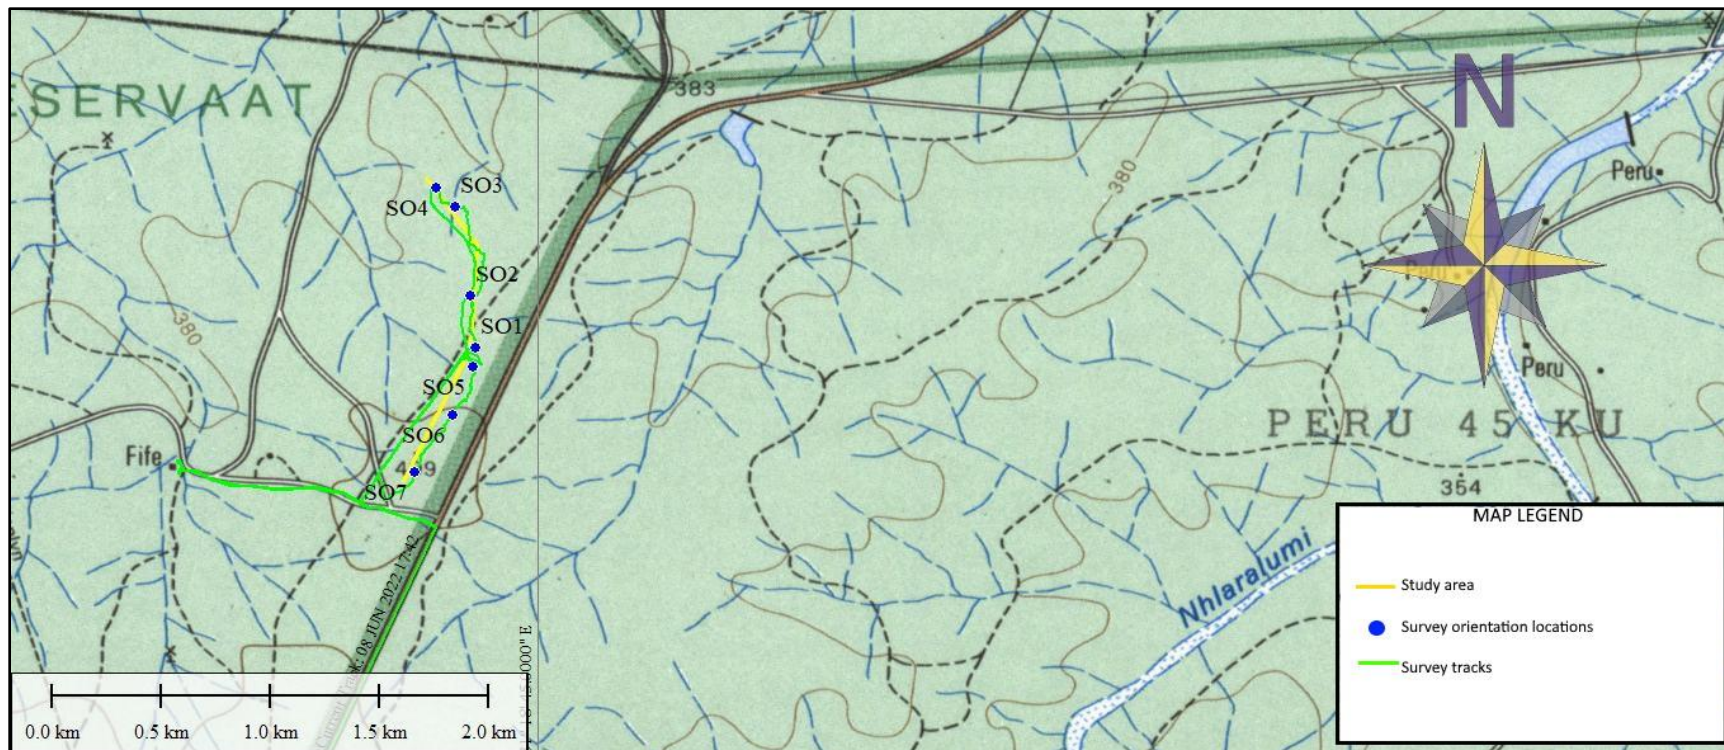 ESERVAAT
383
N
380
Peru
SO3
SO4
SO2
380
SO1
Peru
SO5
PERU 45 KU
SO6
Fife
SO7
354
MAP LEGEND
Study area
Survey orientation locations
Survey tracks
Nhlaralumi
08 JUN 2022 17:42
0.0 km 0.5 km 1.0 km 1.5 km 2.0 km